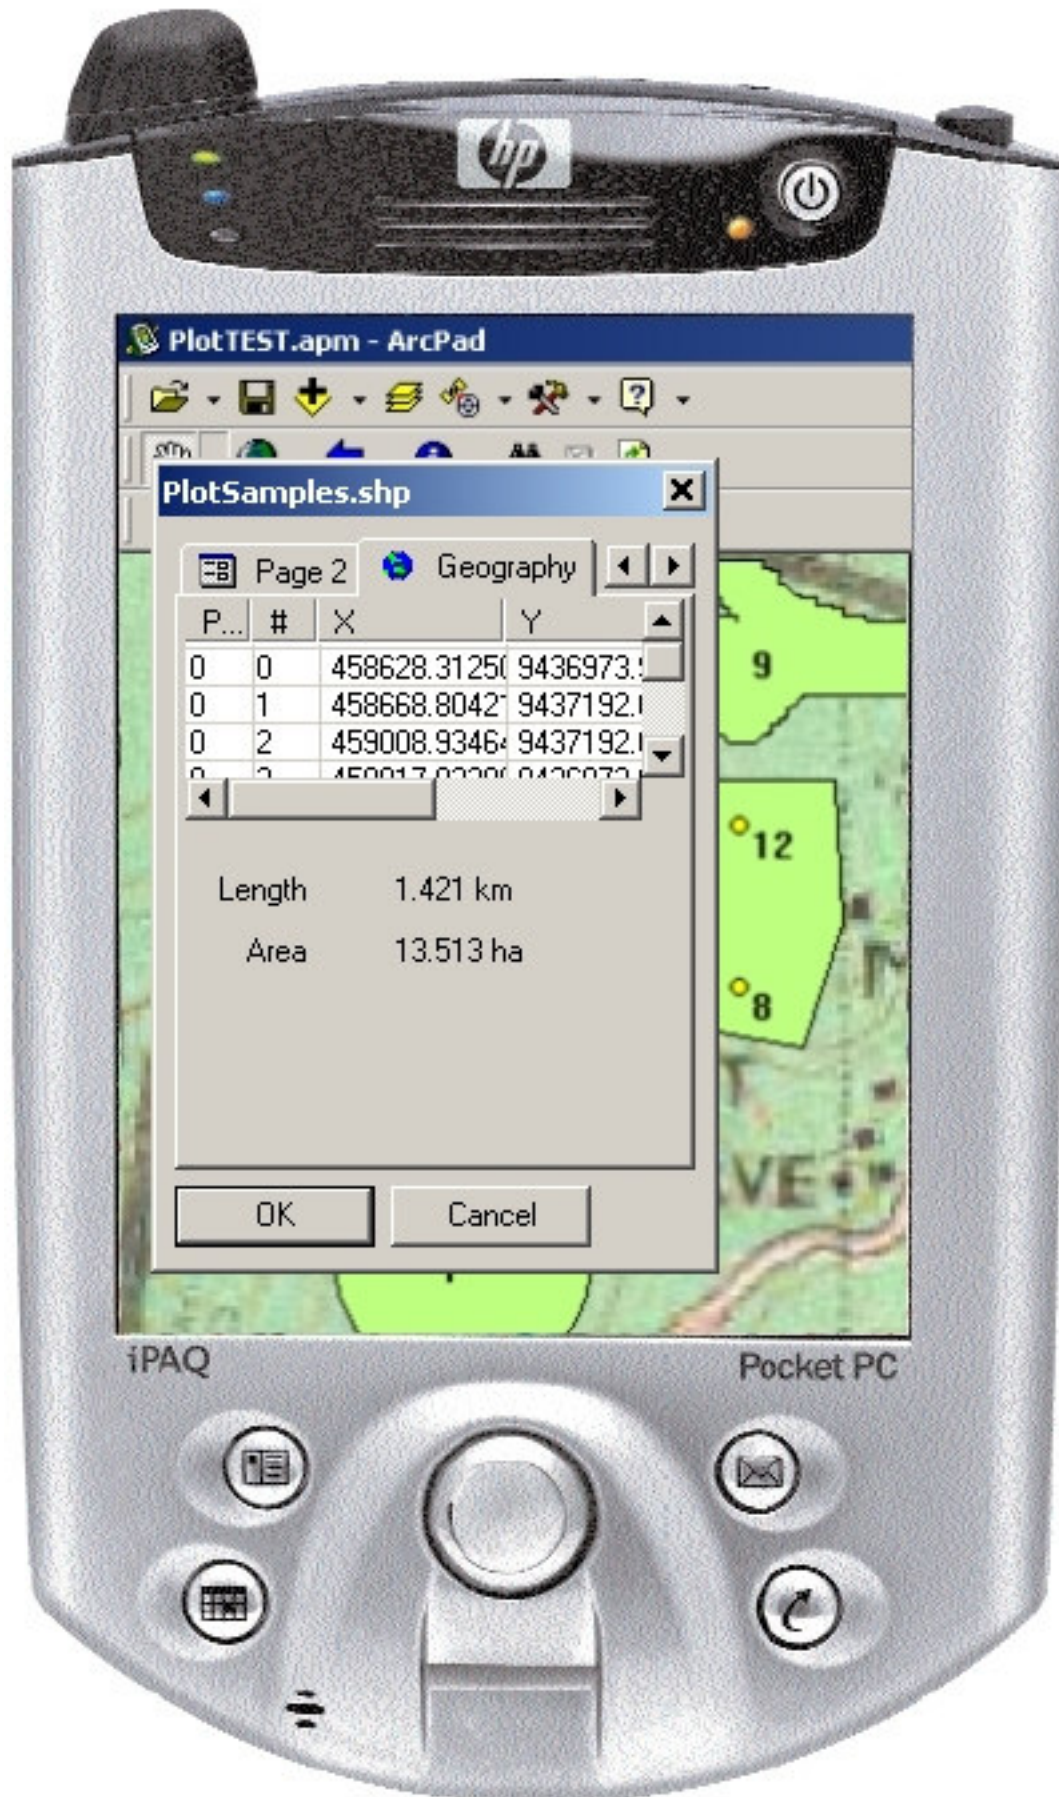 hp
PlotTEST.apm - ArcPad
PlotSamples.shp
Page 2 Geography
P... # X Y
0 0 458628.3125 9436973.
0 1 458668.8042 9437192.
0 2 459008.9346 9437192.
9
12
Length 1.421 km
Area 13.513 ha
8
VE
OK Cancel
iPAQ Pocket PC